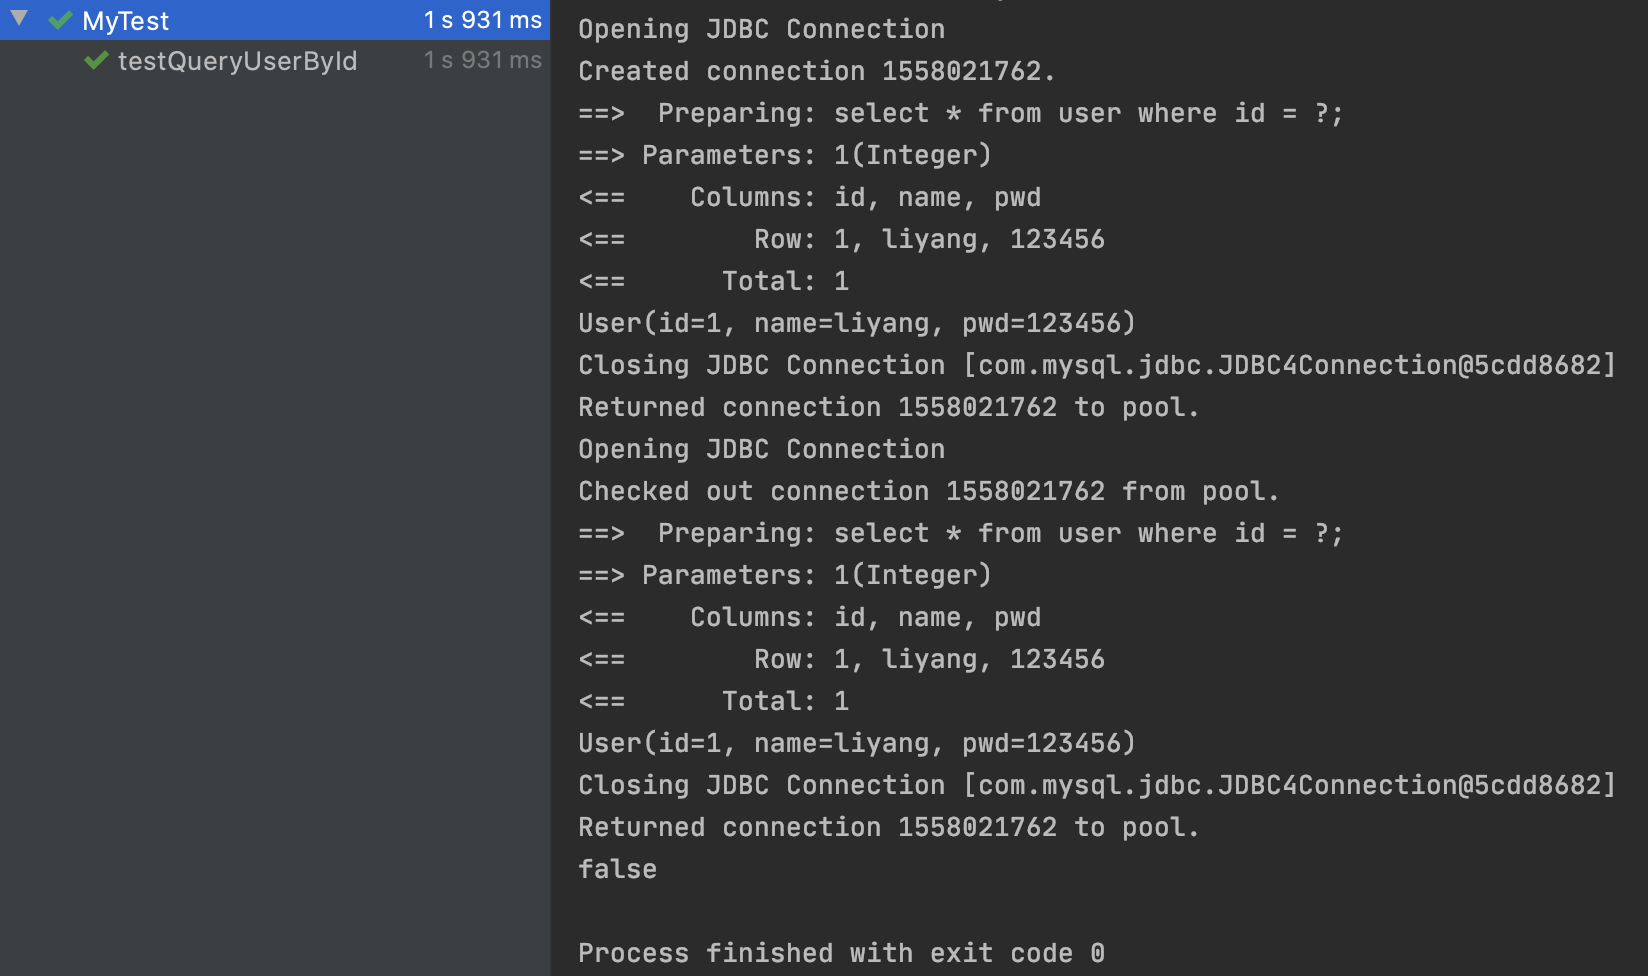 MyTest 1 s 931 ms
testQueryUserById 1 s 931 ms
Opening JDBC Connection
Created connection 1558021762.
==>  Preparing: select * from user where id = ?;
==> Parameters: 1(Integer)
<==    Columns: id, name, pwd
<==        Row: 1, liyang, 123456
<==      Total: 1
User(id=1, name=liyang, pwd=123456)
Closing JDBC Connection [com.mysql.jdbc.JDBC4Connection@5cdd8682]
Returned connection 1558021762 to pool.
Opening JDBC Connection
Checked out connection 1558021762 from pool.
==>  Preparing: select * from user where id = ?;
==> Parameters: 1(Integer)
<==    Columns: id, name, pwd
<==        Row: 1, liyang, 123456
<==      Total: 1
User(id=1, name=liyang, pwd=123456)
Closing JDBC Connection [com.mysql.jdbc.JDBC4Connection@5cdd8682]
Returned connection 1558021762 to pool.
false
Process finished with exit code 0